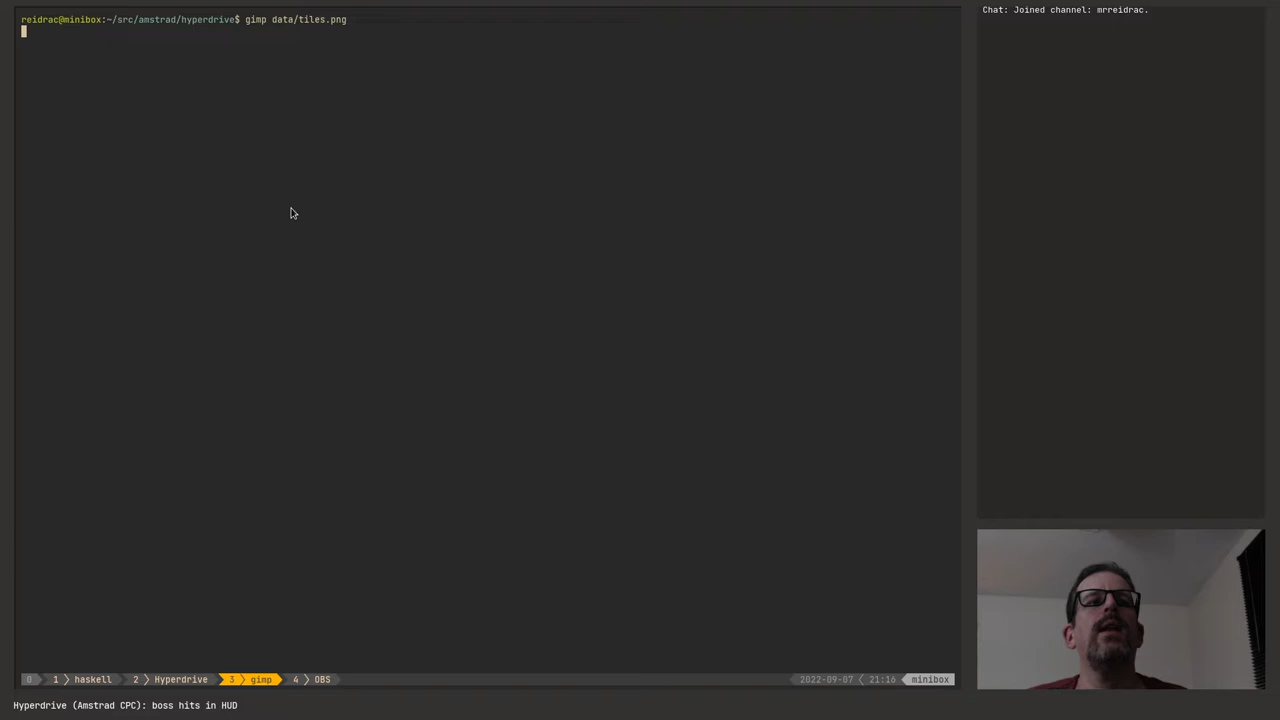 reidrac@minibox:~/src/amstrad/hyperdrive$ gimp data/tiles.png
Chat: Joined channel: mrreidrac.
0 1 haskell 2 Hyperdrive 3 gimp 4 OBS 2022-09-07 21:16 minibox
Hyperdrive (Amstrad CPC): boss hits in HUD